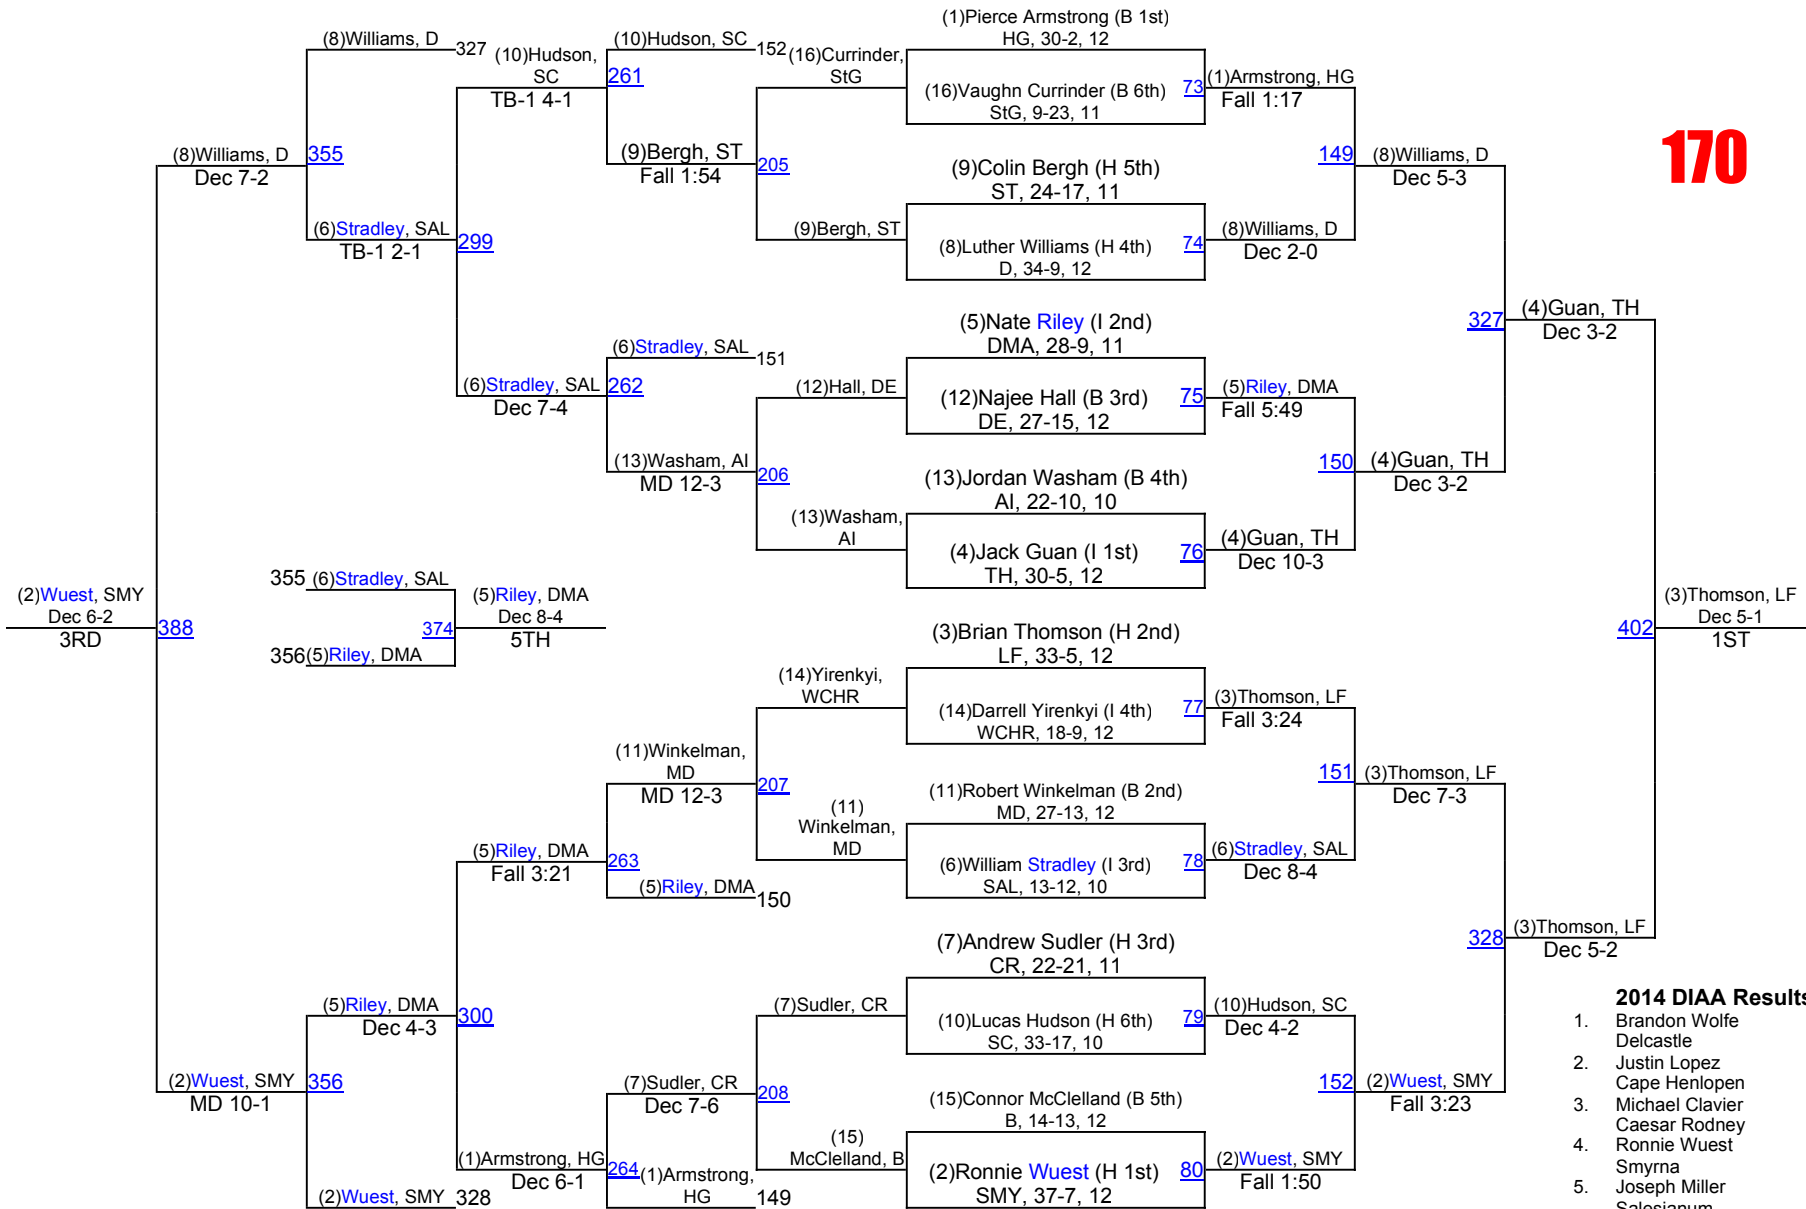 170
(1)Pierce Armstrong (B 1st)
HG, 30-2, 12
(16)Vaughn Currinder (B 6th)
StG, 9-23, 11
73
(9)Colin Bergh (H 5th)
ST, 24-17, 11
(8)Luther Williams (H 4th)
D, 34-9, 12
74
(5)Nate Riley (I 2nd)
DMA, 28-9, 11
(12)Najee Hall (B 3rd)
DE, 27-15, 12
75
(13)Jordan Washam (B 4th)
AI, 22-10, 10
(4)Jack Guan (I 1st)
TH, 30-5, 12
76
(3)Brian Thomson (H 2nd)
LF, 33-5, 12
(14)Darrell Yirenkyi (I 4th)
WCHR, 18-9, 12
77
(11)Robert Winkelman (B 2nd)
MD, 27-13, 12
(6)William Stradley (I 3rd)
SAL, 13-12, 10
78
(7)Andrew Sudler (H 3rd)
CR, 22-21, 11
(10)Lucas Hudson (H 6th)
SC, 33-17, 10
79
(15)Connor McClelland (B 5th)
B, 14-13, 12
(2)Ronnie Wuest (H 1st)
SMY, 37-7, 12
80
(1)Armstrong, HG
Fall 1:17
149
(8)Williams, D
Dec 2-0
(5)Riley, DMA
Fall 5:49
150
(4)Guan, TH
Dec 10-3
(3)Thomson, LF
Fall 3:24
151
(6)Stradley, SAL
Dec 8-4
(10)Hudson, SC
Dec 4-2
152
(2)Wuest, SMY
Fall 1:50
(8)Williams, D
Dec 5-3
327
(4)Guan, TH
Dec 3-2
(3)Thomson, LF
Dec 7-3
328
(2)Wuest, SMY
Fall 3:23
(4)Guan, TH
Dec 3-2
402
(3)Thomson, LF
Dec 5-2
(3)Thomson, LF
Dec 5-1
1ST
(16)Currinder,
StG
205
(9)Bergh, ST
(12)Hall, DE
206
(13)Washam,
AI
(14)Yirenkyi,
WCHR
207
(11)
Winkelman,
MD
(7)Sudler, CR
208
(15)
McClelland, B
(10)Hudson, SC
152
261
(9)Bergh, ST
Fall 1:54
(6)Stradley, SAL
151
262
(13)Washam, AI
MD 12-3
(11)Winkelman,
MD
MD 12-3
263
(5)Riley, DMA
150
(7)Sudler, CR
Dec 7-6
264
(1)Armstrong,
HG
149
(10)Hudson,
SC
TB-1 4-1
299
(6)Stradley, SAL
Dec 7-4
(5)Riley, DMA
Fall 3:21
300
(1)Armstrong, HG
Dec 6-1
(8)Williams, D
327
355
(6)Stradley, SAL
TB-1 2-1
(5)Riley, DMA
Dec 4-3
356
(2)Wuest, SMY
328
(8)Williams, D
Dec 7-2
388
(2)Wuest, SMY
MD 10-1
(2)Wuest, SMY
Dec 6-2
3RD
355 (6)Stradley, SAL
374
356(5)Riley, DMA
(5)Riley, DMA
Dec 8-4
5TH
2014 DIAA Results
1. Brandon Wolfe
Delcastle
2. Justin Lopez
Cape Henlopen
3. Michael Clavier
Caesar Rodney
4. Ronnie Wuest
Smyrna
5. Joseph Miller
Salesianum